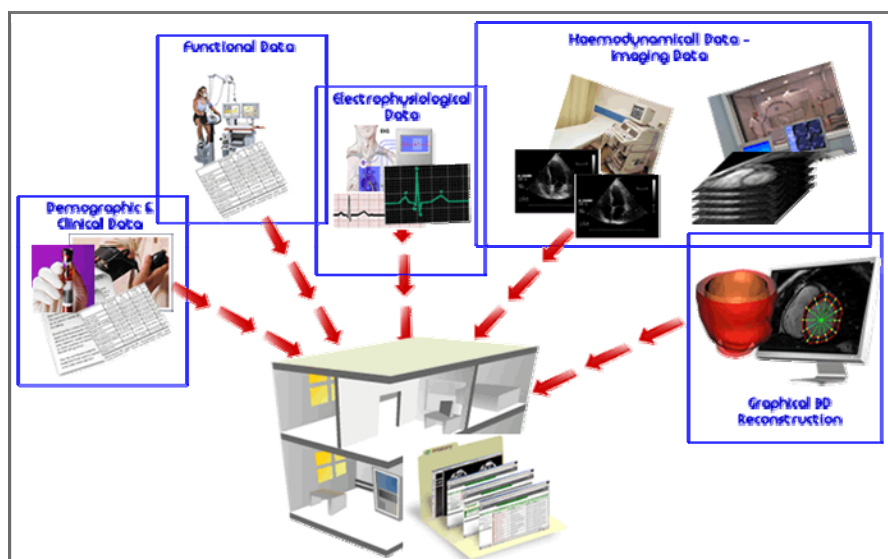 Functional Data
Haemodynamicall Data -
Imaging Data
Electrophysiological
Data
Demographic &
Clinical Data
Graphical 3D
Reconstruction